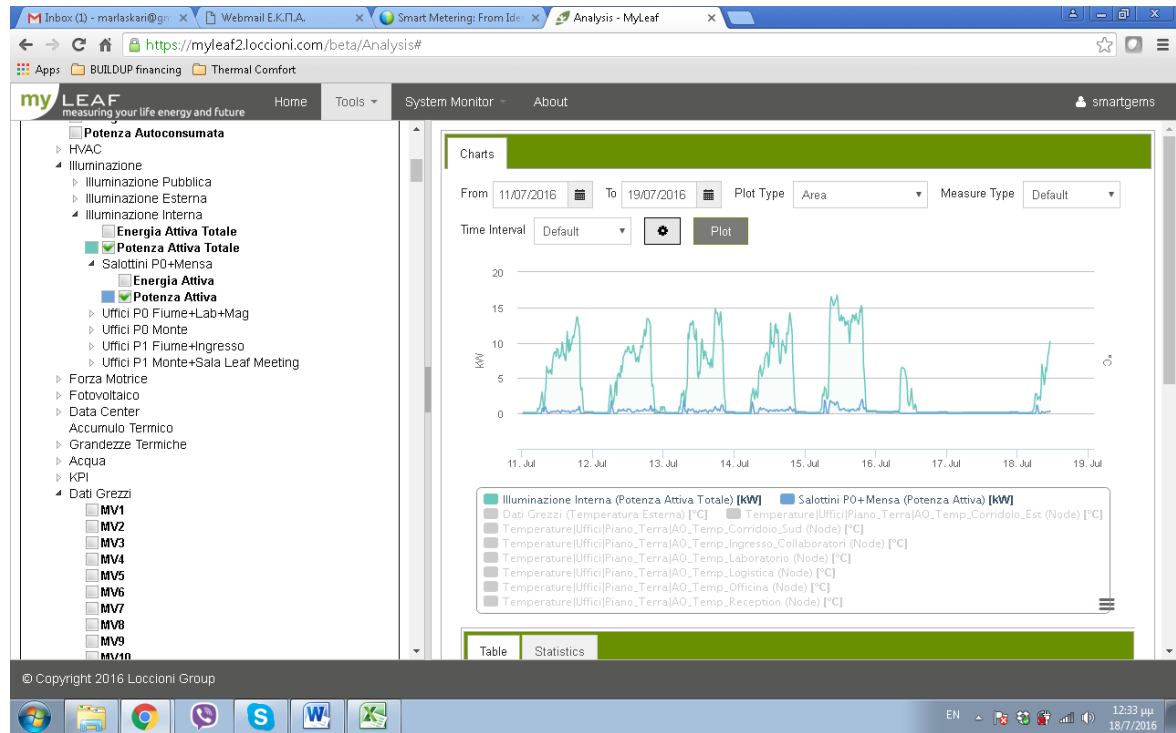 Inbox (1) - marlaskari@gm
Webmail Ε.Κ.Π.Α.
Smart Metering: From Ide
Analysis - MyLeaf
https://myleaf2.loccioni.com/beta/Analysis#
Apps BUILDUP financing Thermal Comfort
my LEAF
measuring your life energy and future
Home Tools System Monitor About smartgems
Potenza Autoconsumata
HVAC
Illuminazione
Illuminazione Pubblica
Illuminazione Esterna
Illuminazione Interna
Energia Attiva Totale
Potenza Attiva Totale
Salottini P0+Mensa
Energia Attiva
Potenza Attiva
Uffici P0 Fiume+Lab+Mag
Uffici P0 Monte
Uffici P1 Fiume+Ingresso
Uffici P1 Monte+Sala Leaf Meeting
Forza Motrice
Fotovoltaico
Data Center
Accumulo Termico
Grandezze Termiche
Acqua
KPI
Dati Grezzi
MV1
MV2
MV3
MV4
MV5
MV6
MV7
MV8
MV9
MV10
Charts
From 11/07/2016 To 19/07/2016 Plot Type Area Measure Type Default
Time Interval Default Plot
20
15
10
5
0
kW
°C
11. Jul 12. Jul 13. Jul 14. Jul 15. Jul 16. Jul 17. Jul 18. Jul 19. Jul
Illuminazione Interna (Potenza Attiva Totale) [kW] Salottini P0+Mensa (Potenza Attiva) [kW]
Dati Grezzi (Temperatura Esterna) [°C] Temperature|Uffici|Piano_Terra|AO_Temp_Corridoio_Est (Node) [°C]
Temperature|Uffici|Piano_Terra|AO_Temp_Corridoio_Sud (Node) [°C]
Temperature|Uffici|Piano_Terra|AO_Temp_Ingresso_Collaboratori (Node) [°C]
Temperature|Uffici|Piano_Terra|AO_Temp_Laboratorio (Node) [°C]
Temperature|Uffici|Piano_Terra|AO_Temp_Logistica (Node) [°C]
Temperature|Uffici|Piano_Terra|AO_Temp_Officina (Node) [°C]
Temperature|Uffici|Piano_Terra|AO_Temp_Reception (Node) [°C]
Table Statistics
© Copyright 2016 Loccioni Group
EN
12:33 μμ
18/7/2016